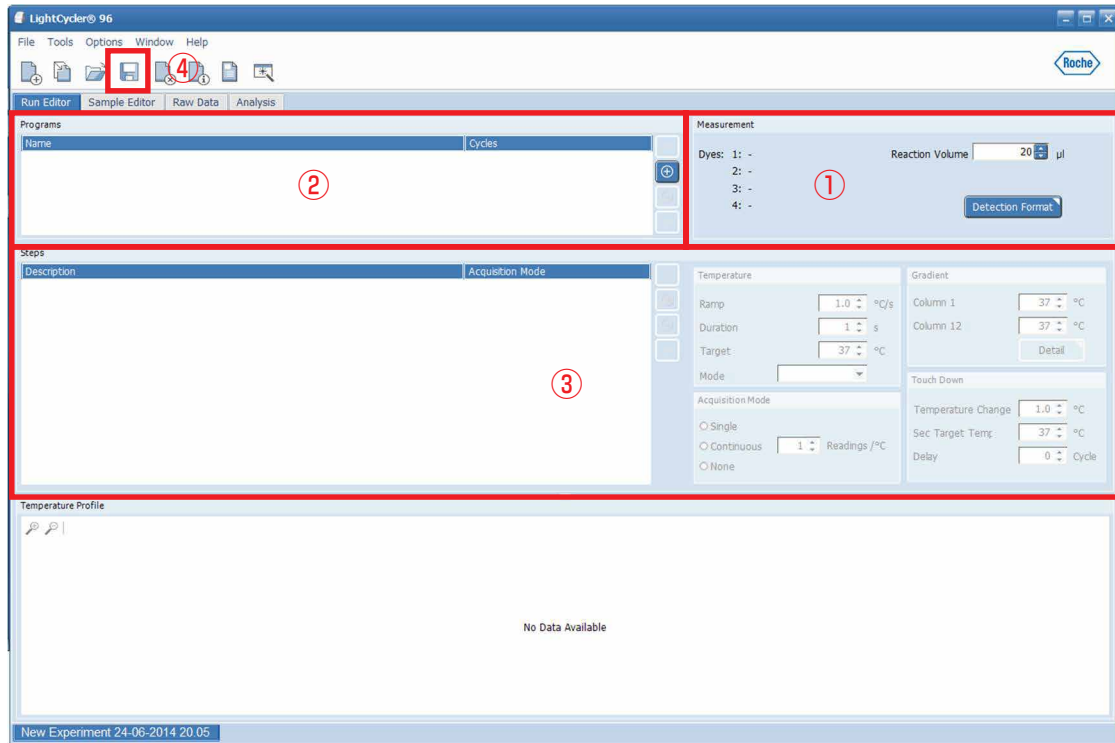 LightCycler® 96
File Tools Options Window Help
④
Roche
Run Editor Sample Editor Raw Data Analysis
Programs
Name Cycles
②
Measurement
Dyes: 1: - Reaction Volume 20 µl
2: -
①
3: -
4: - Detection Format
Steps
Description Acquisition Mode
③
Temperature
Ramp 1.0 °C/s
Duration 1 s
Target 37 °C
Mode
Acquisition Mode
Single
Continuous 1 Readings /°C
None
Gradient
Column 1 37 °C
Column 12 37 °C
Detail
Touch Down
Temperature Change 1.0 °C
Sec Target Temp 37 °C
Delay 0 Cycle
Temperature Profile
No Data Available
New Experiment 24-06-2014 20.05